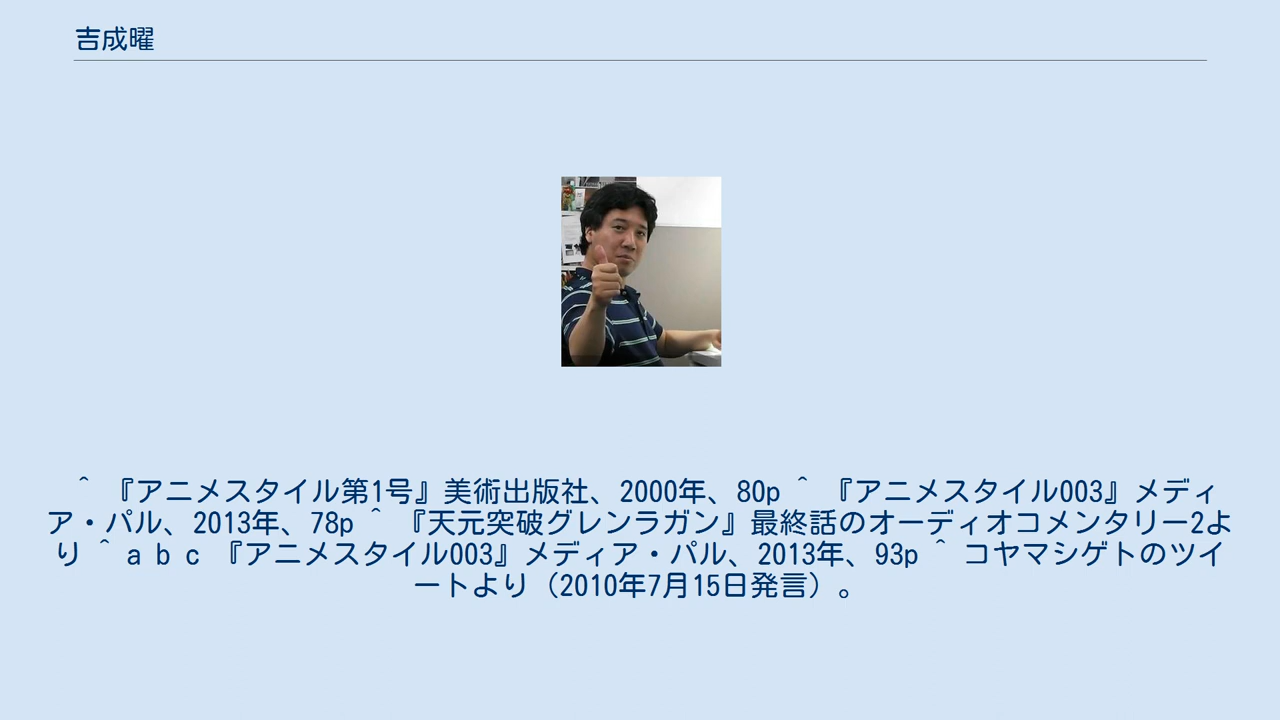 吉成曜
^ 『アニメスタイル第1号』美術出版社、2000年、80p ^ 『アニメスタイル003』メディ
ア・パル、2013年、78p ^ 『天元突破グレンラガン』最終話のオーディオコメンタリー2よ
り ^ a b c 『アニメスタイル003』メディア・パル、2013年、93p ^ コヤマシゲトのツイ
ートより（2010年7月15日発言）。